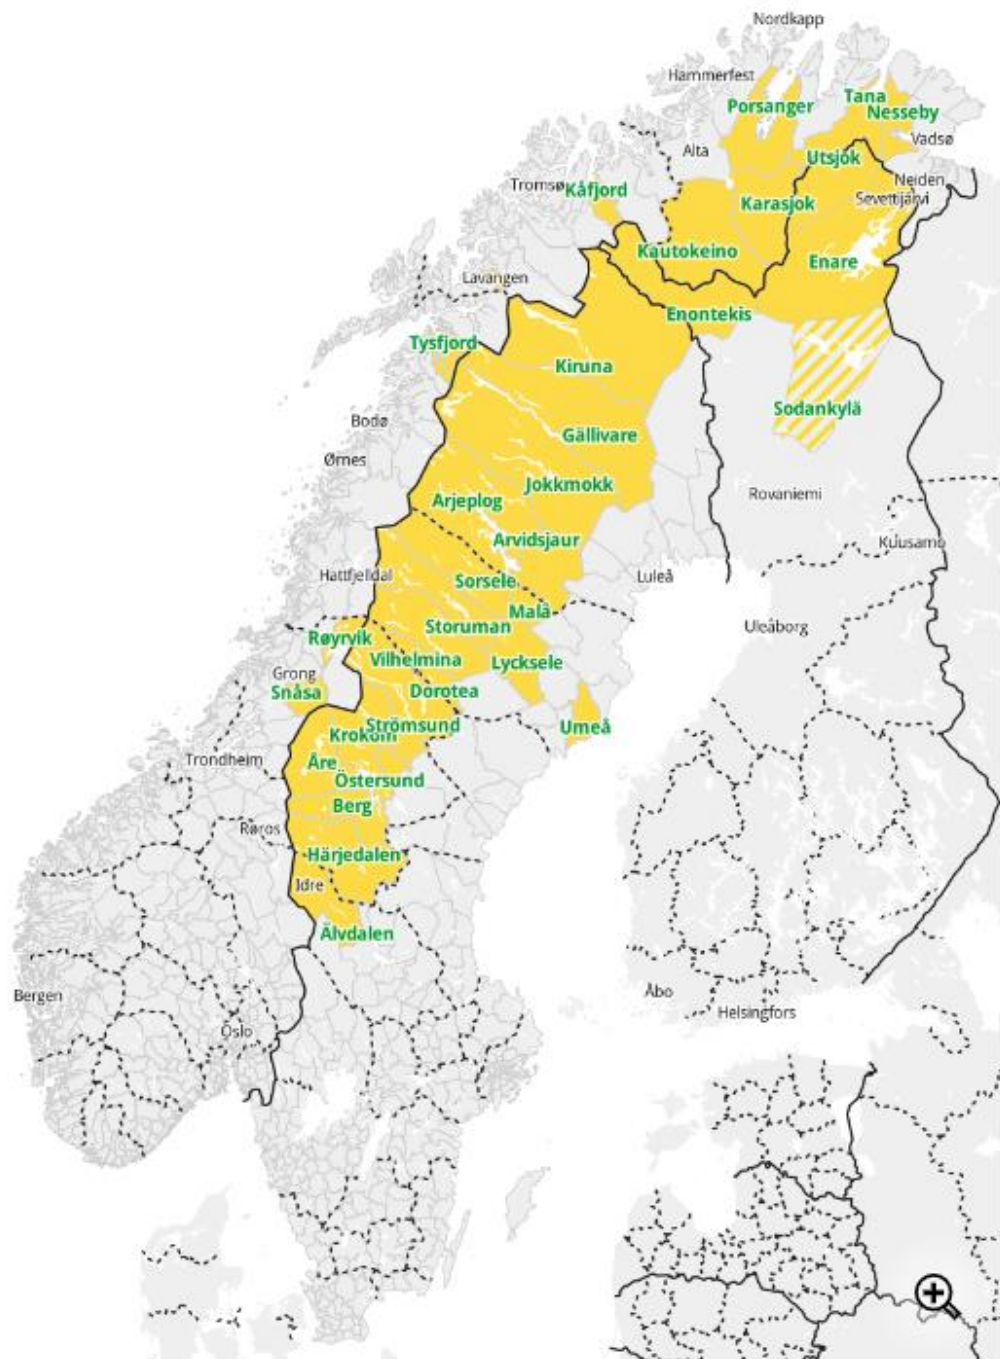 Nordkapp
Hammerfest
Porsanger
Tana
Nesseby
Vadsø
Alta
Utsjok
Neiden
Tromsø
Kåfjord
Karasjok
Sevettijärvi
Kautokeino
Enare
Lavangen
Enontekis
Tysfjord
Kiruna
Sodankylä
Bodø
Gällivare
Ørnes
Jokkmokk
Rovaniemi
Arjeplog
Arvidsjaur
Kuusamo
Hattfjelldal
Sorsele
Luleå
Malå
Storuman
Uleåborg
Røyrvik
Vilhelmina
Lycksele
Grong
Snåsa
Dorotea
Strömsund
Umeå
Krokom
Trondheim
Åre
Östersund
Berg
Røros
Härjedalen
Idre
Älvdalen
Bergen
Åbo
Helsingfors
Oslo